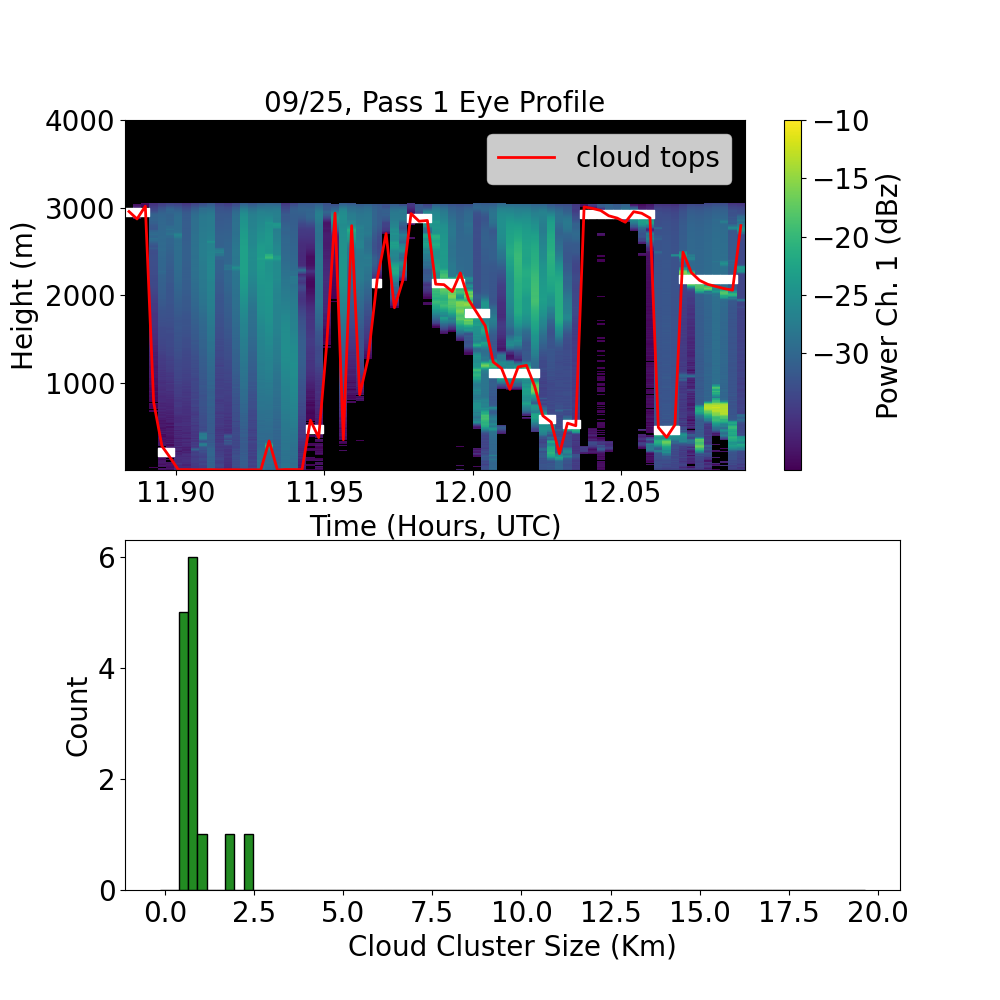 09/25, Pass 1 Eye Profile
4000
3000
2000
1000
Height (m)
cloud tops
−10
−15
−20
−25
−30
Power Ch. 1 (dBz)
11.90 11.95 12.00 12.05
Time (Hours, UTC)
6
4
2
0
Count
0.0 2.5 5.0 7.5 10.0 12.5 15.0 17.5 20.0
Cloud Cluster Size (Km)